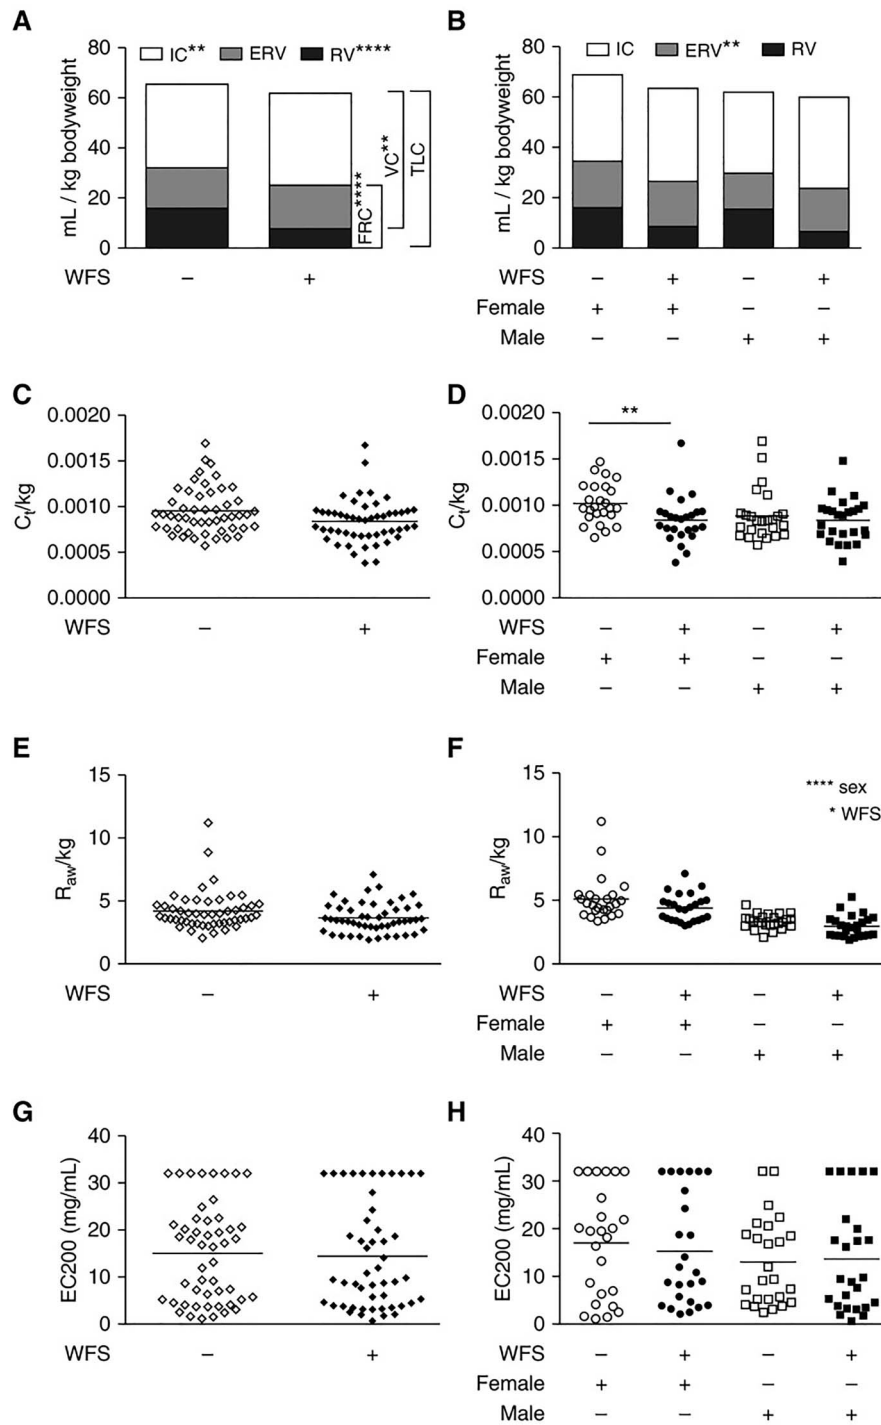 A
80
60
40
20
0
mL / kg bodyweight
IC** ERV RV****
FRC****
VC**
TLC
WFS − +
B
80
60
40
20
0
mL / kg bodyweight
IC ERV** RV
WFS − + − +
Female + + − −
Male − − + +
C
0.0020
0.0015
0.0010
0.0005
0.0000
Ct/kg
WFS − +
D
0.0020
0.0015
0.0010
0.0005
0.0000
Ct/kg
**
WFS − + − +
Female + + − −
Male − − + +
E
15
10
5
0
Raw/kg
WFS − +
F
15
10
5
0
Raw/kg
**** sex
* WFS
WFS − + − +
Female + + − −
Male − − + +
G
40
30
20
10
0
EC200 (mg/mL)
WFS − +
H
40
30
20
10
0
EC200 (mg/mL)
WFS − + − +
Female + + − −
Male − − + +